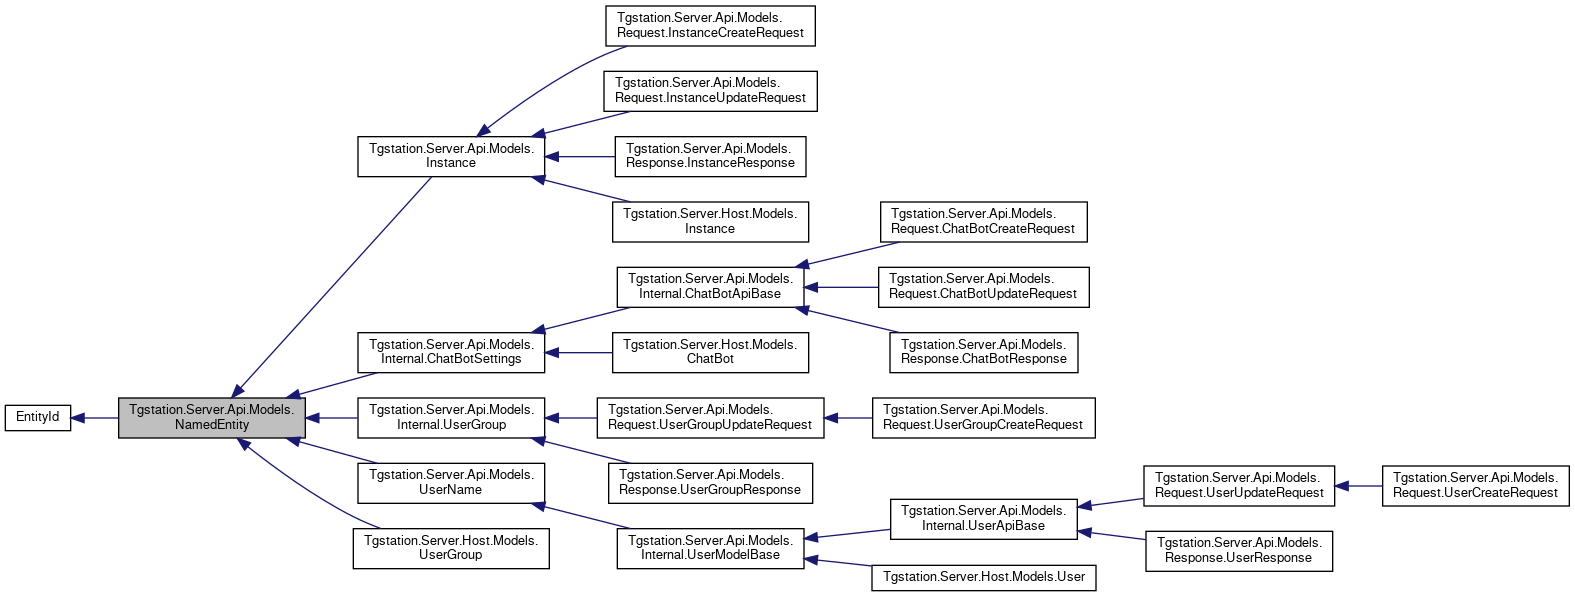 Tgstation.Server.Api.Models.
Request.InstanceCreateRequest
Tgstation.Server.Api.Models.
Request.InstanceUpdateRequest
Tgstation.Server.Api.Models.
Instance
Tgstation.Server.Api.Models.
Response.InstanceResponse
Tgstation.Server.Host.Models.
Instance
Tgstation.Server.Api.Models.
Request.ChatBotCreateRequest
Tgstation.Server.Api.Models.
Internal.ChatBotApiBase
Tgstation.Server.Api.Models.
Request.ChatBotUpdateRequest
Tgstation.Server.Api.Models.
Internal.ChatBotSettings
Tgstation.Server.Host.Models.
ChatBot
Tgstation.Server.Api.Models.
Response.ChatBotResponse
EntityId
Tgstation.Server.Api.Models.
NamedEntity
Tgstation.Server.Api.Models.
Internal.UserGroup
Tgstation.Server.Api.Models.
Request.UserGroupUpdateRequest
Tgstation.Server.Api.Models.
Request.UserGroupCreateRequest
Tgstation.Server.Api.Models.
UserName
Tgstation.Server.Api.Models.
Response.UserGroupResponse
Tgstation.Server.Api.Models.
Request.UserUpdateRequest
Tgstation.Server.Api.Models.
Request.UserCreateRequest
Tgstation.Server.Api.Models.
Internal.UserApiBase
Tgstation.Server.Host.Models.
UserGroup
Tgstation.Server.Api.Models.
Internal.UserModelBase
Tgstation.Server.Api.Models.
Response.UserResponse
Tgstation.Server.Host.Models.User